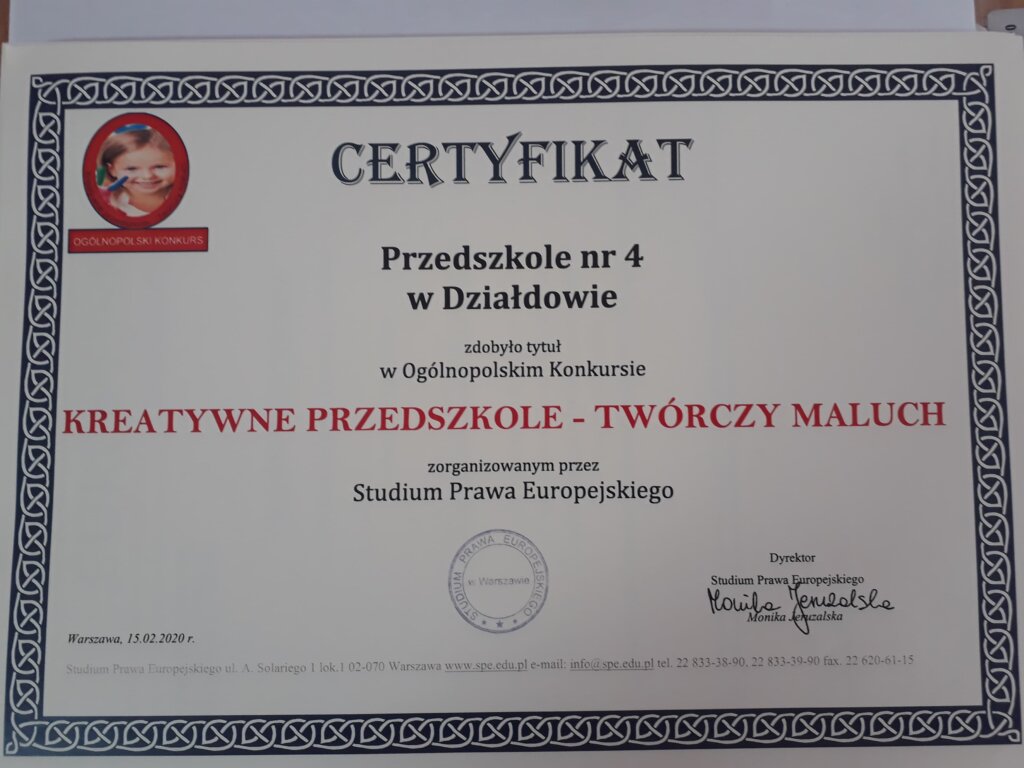 CERTYFIKAT
OGÓLNOPOLSKI KONKURS
Przedszkole nr 4
w Działdowie
zdobyło tytuł
w Ogólnopolskim Konkursie
KREATYWNE PRZEDSZKOLE - TWÓRCZY MALUCH
zorganizowanym przez
Studium Prawa Europejskiego
STUDIUM PRAWA EUROPEJSKIEGO
w Warszawie
Dyrektor
Studium Prawa Europejskiego
Monika Jeruzalska
Monika Jeruzalska
Warszawa, 15.02.2020 r.
Studium Prawa Europejskiego ul. A. Solariego 1 lok.1 02-070 Warszawa www.spe.edu.pl e-mail: info@spe.edu.pl tel. 22 833-38-90, 22 833-39-90 fax. 22 620-61-15